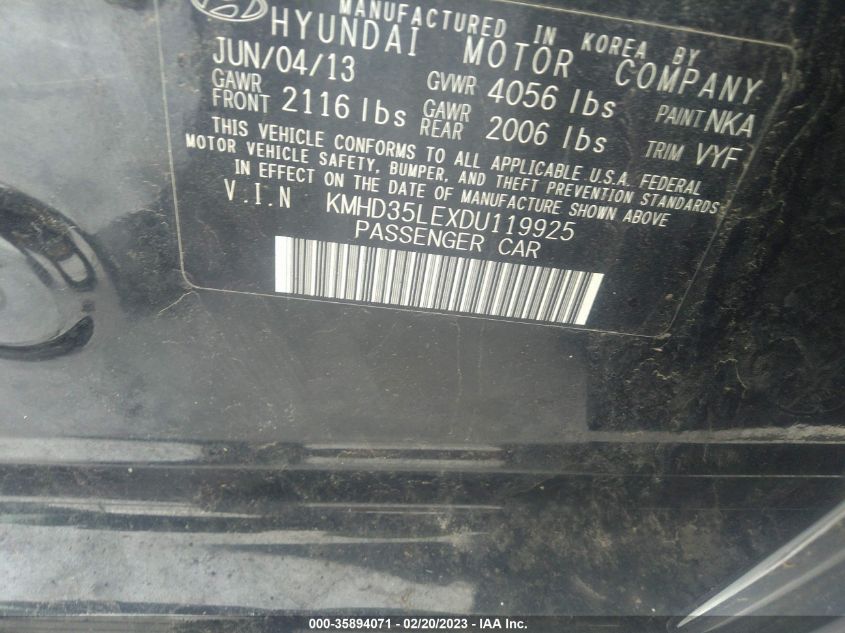 MANUFACTURED IN KOREA BY
HYUNDAI MOTOR COMPANY
JUN/04/13 GVWR 4056 lbs PAINT NKA
GAWR FRONT 2116 lbs GAWR REAR 2006 lbs TRIM VYF
THIS VEHICLE CONFORMS TO ALL APPLICABLE U.S.A. FEDERAL
MOTOR VEHICLE SAFETY, BUMPER, AND THEFT PREVENTION STANDARDS
IN EFFECT ON THE DATE OF MANUFACTURE SHOWN ABOVE
V.I.N KMHD35LEXDU119925
PASSENGER CAR
000-35894071 — 02/20/2023 — IAA Inc.